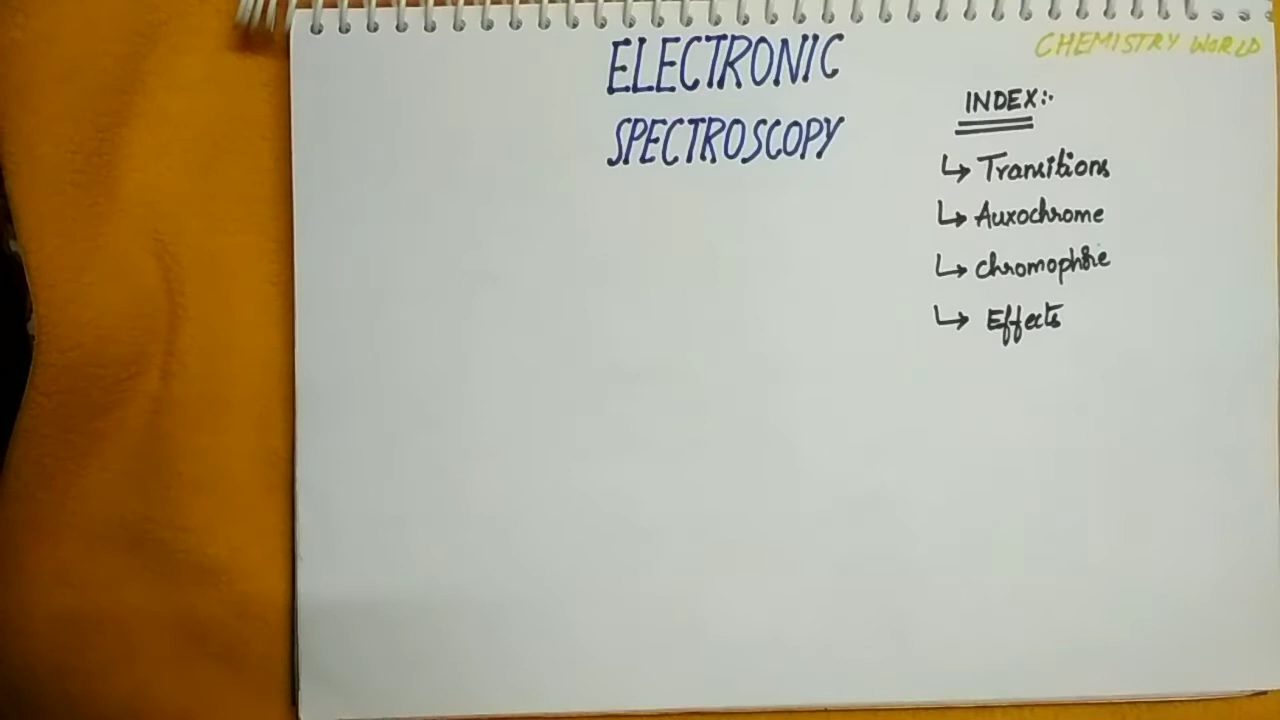 ELECTRONIC
SPECTROSCOPY
CHEMISTRY WORLD
INDEX:-
↳ Transitions
↳ Auxochrome
↳ chromophore
↳ Effects